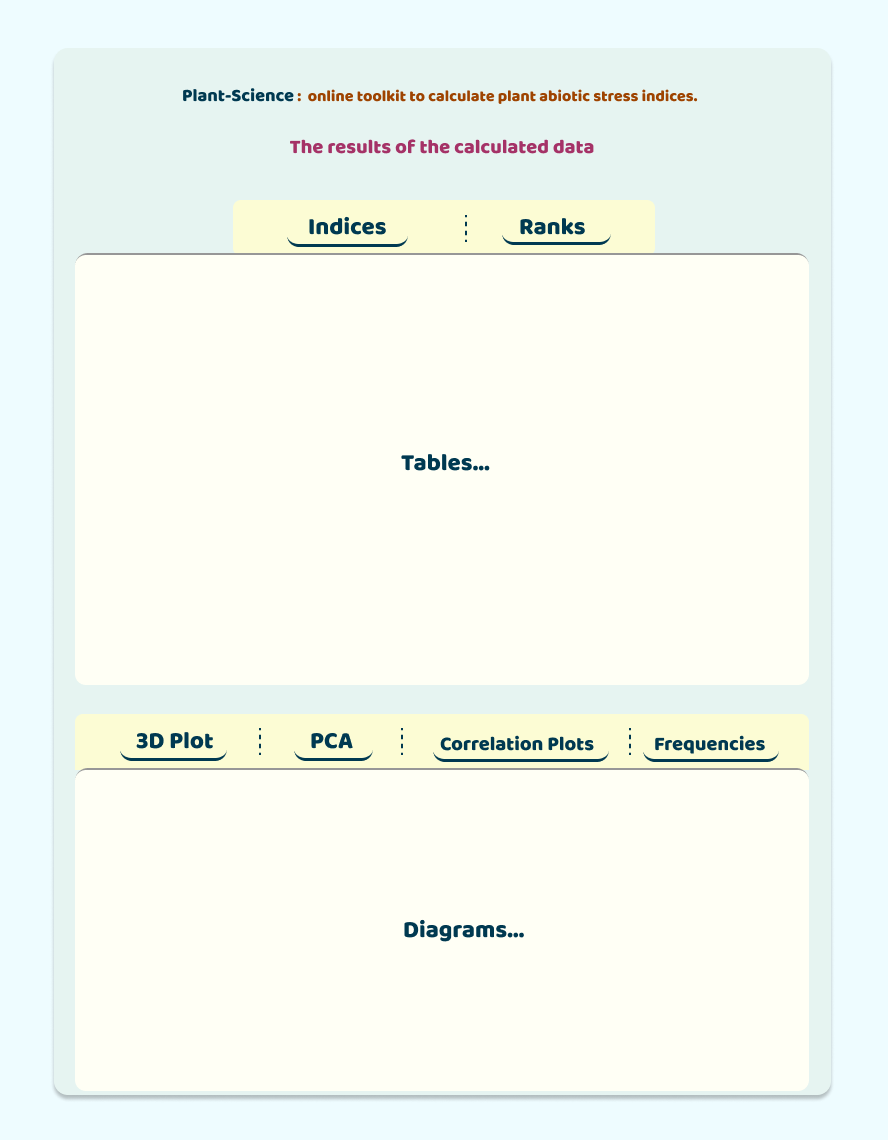 Plant-Science : online toolkit to calculate plant abiotic stress indices.
The results of the calculated data
Indices Ranks
Tables...
3D Plot PCA Correlation Plots Frequencies
Diagrams...